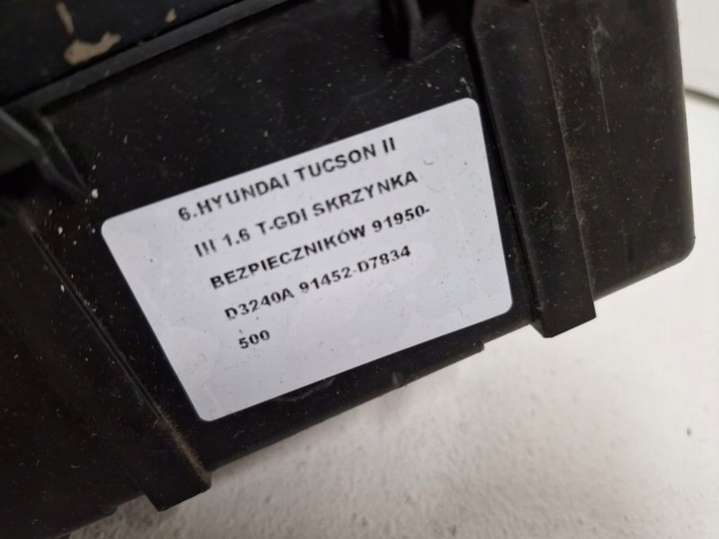 6.HYUNDAI TUCSON II
III 1.6 T-GDI SKRZYNKA
BEZPIECZNIKÓW 91950-
D3240A 91452-D7834
500